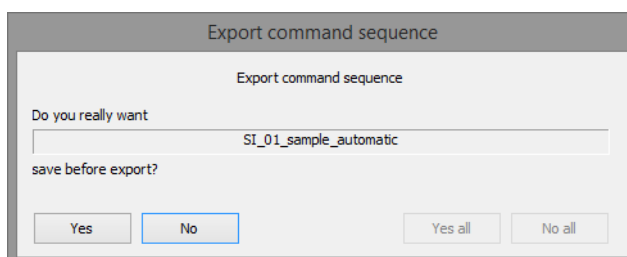 Export command sequence
Export command sequence
Do you really want
SI_01_sample_automatic
save before export?
Yes No Yes all No all